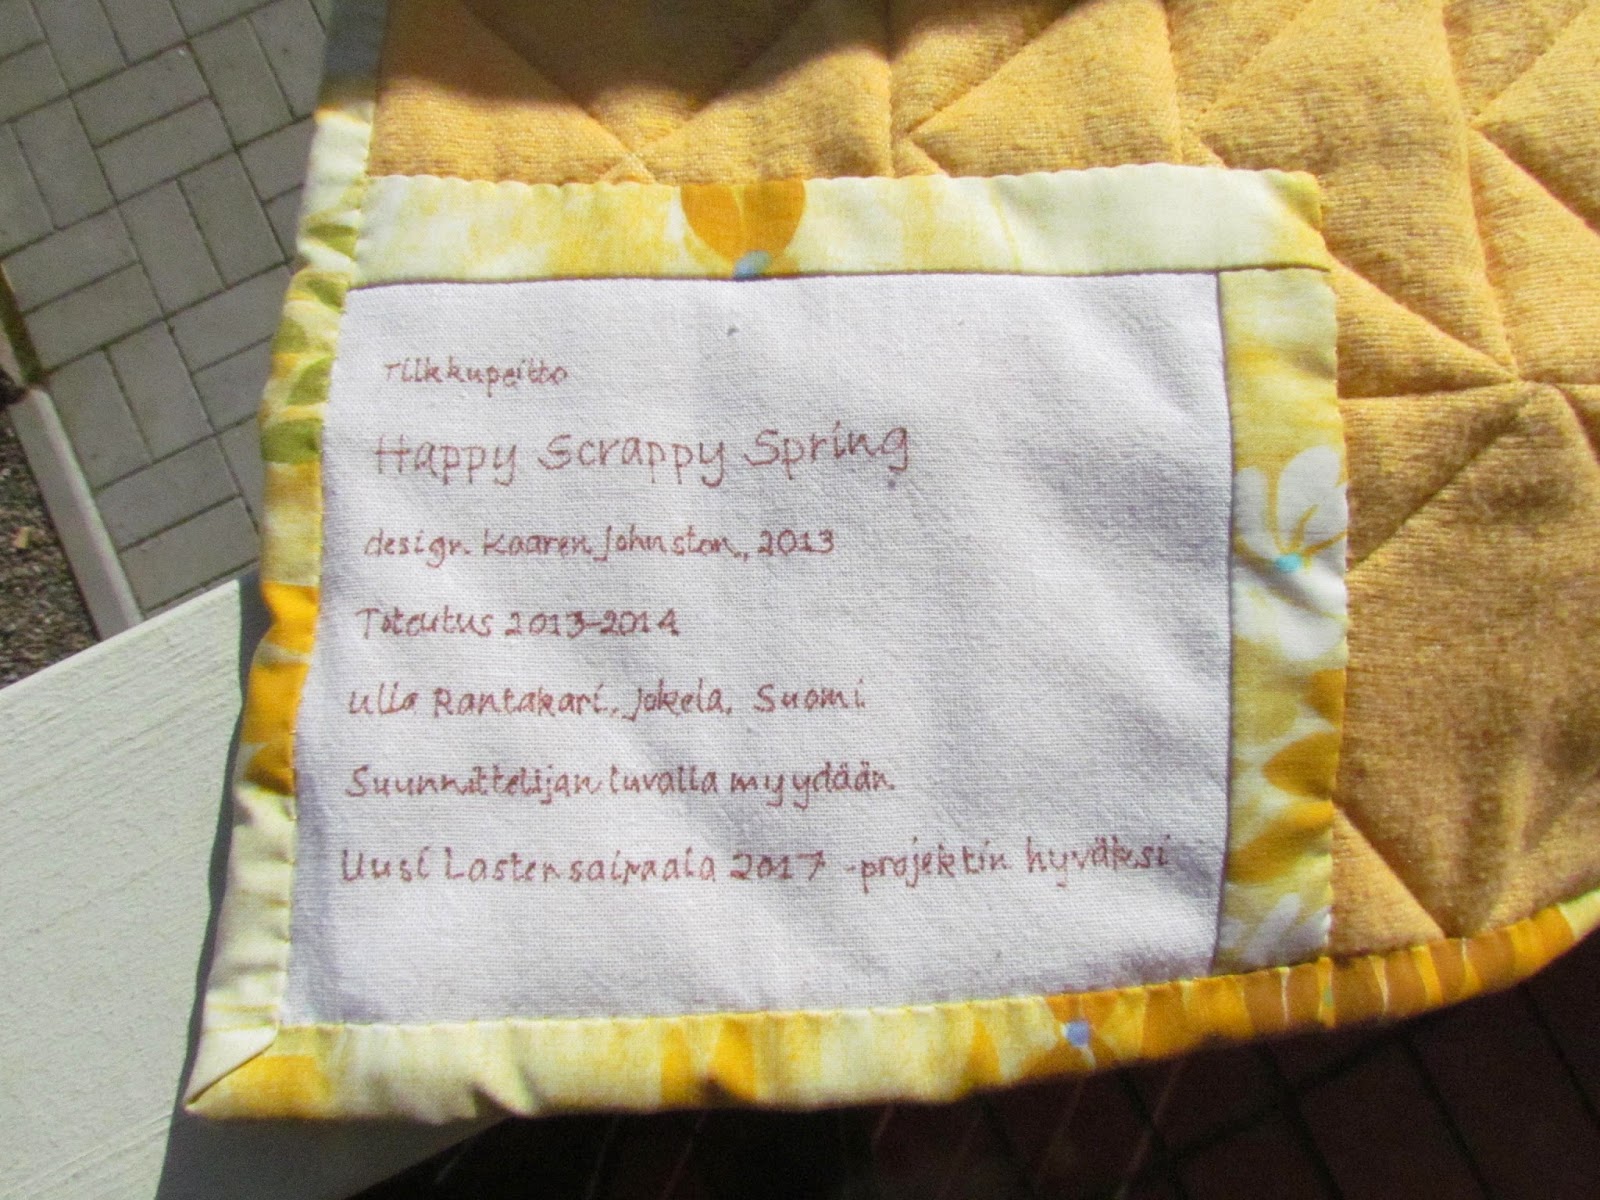 Tilkkupeitto
Happy Scrappy Spring
design Kaaren Johnston, 2013
Toteutus 2013-2014
Ulla Rantakari, Jokela, Suomi
Suunnittelijan luvalla myydään
Uusi Lastensairaala 2017 -projektin hyväksi